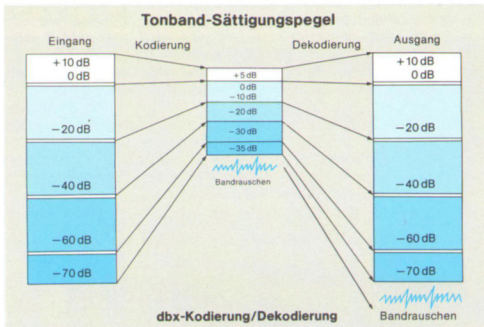 Tonband-Sättigungspegel
Eingang
Kodierung
Dekodierung
Ausgang
+10 dB
0 dB
−20 dB
−40 dB
−60 dB
−70 dB
+5 dB
0 dB
−10 dB
−20 dB
−30 dB
−35 dB
Bandrauschen
+10 dB
0 dB
−20 dB
−40 dB
−60 dB
−70 dB
Bandrauschen
dbx-Kodierung/Dekodierung